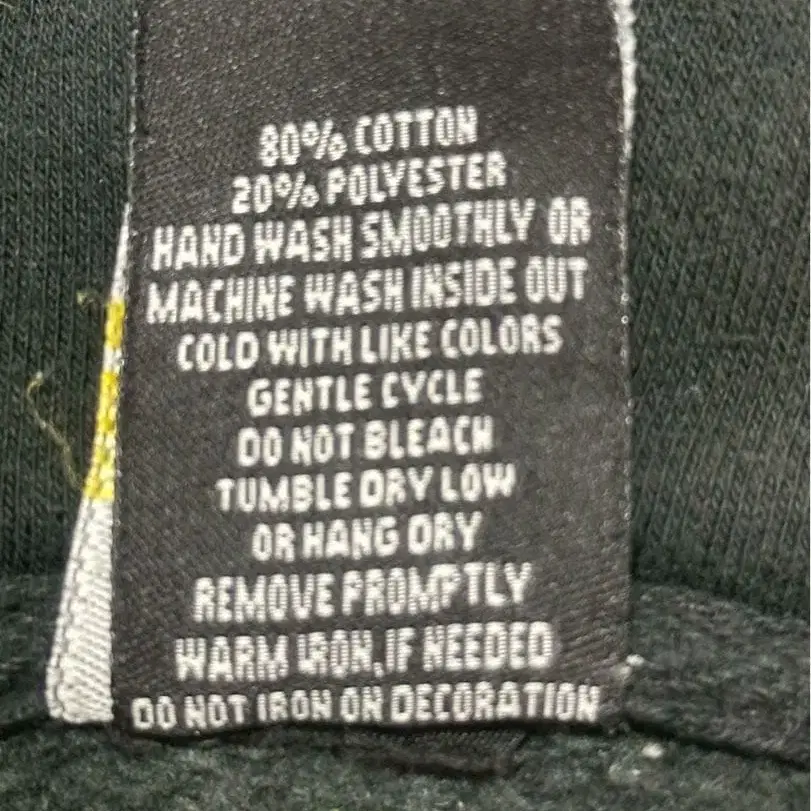 80% COTTON
20% POLYESTER
HAND WASH SMOOTHLY OR
MACHINE WASH INSIDE OUT
COLD WITH LIKE COLORS
GENTLE CYCLE
DO NOT BLEACH
TUMBLE DRY LOW
OR HANG DRY
REMOVE PROMPTLY
WARM IRON, IF NEEDED
DO NOT IRON ON DECORATION